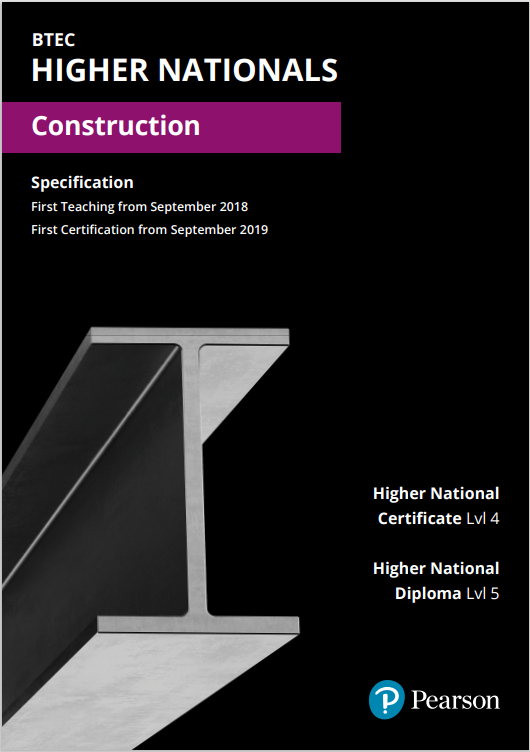 BTEC
HIGHER NATIONALS
Construction
Specification
First Teaching from September 2018
First Certification from September 2019
Higher National
Certificate Lvl 4
Higher National
Diploma Lvl 5
Pearson